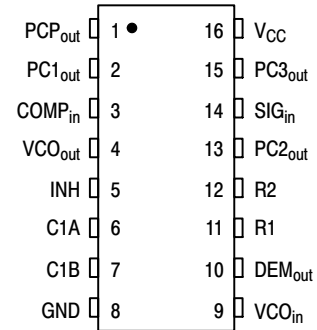 PCPout 1 16 VCC
PC1out 2 15 PC3out
COMPin 3 14 SIGin
VCOout 4 13 PC2out
INH 5 12 R2
C1A 6 11 R1
C1B 7 10 DEMout
GND 8 9 VCOin